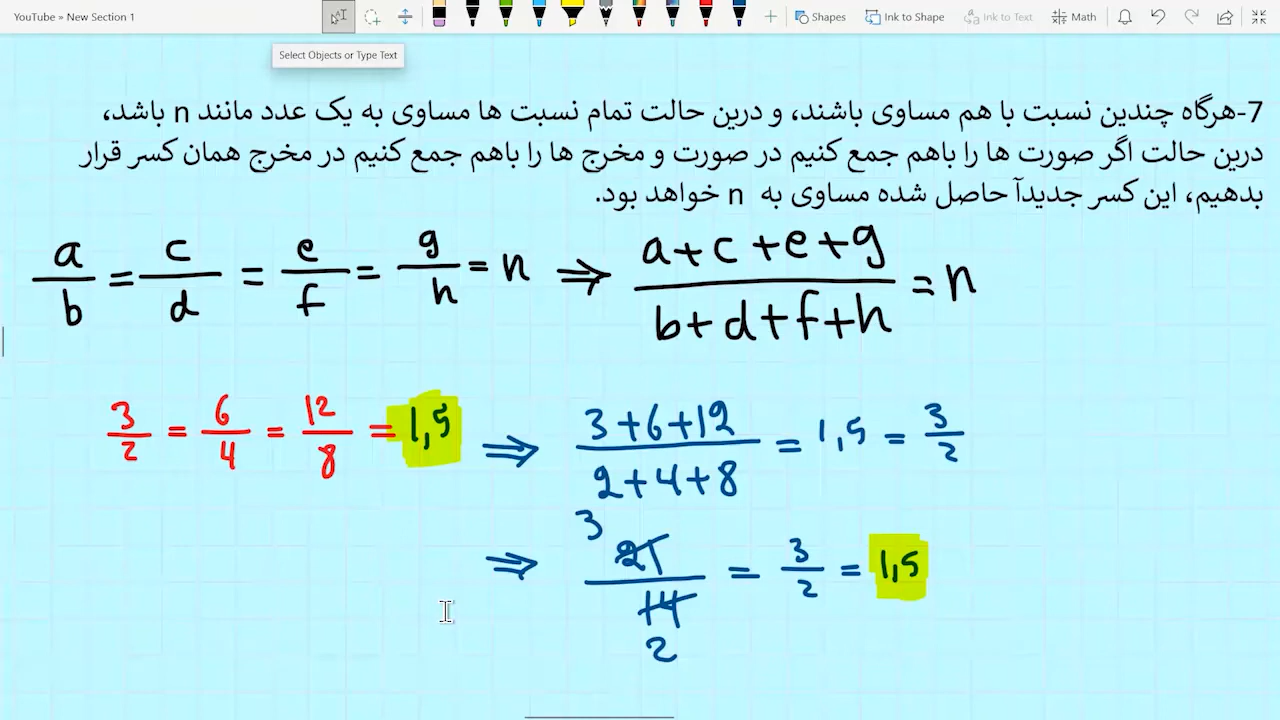 YouTube » New Section 1
Shapes Ink to Shape Ink to Text Math
Select Objects or Type Text
7-هرگاه چندین نسبت با هم مساوی باشند، و درین حالت تمام نسبت ها مساوی به یک عدد مانند n باشد،
درین حالت اگر صورت ها را باهم جمع کنیم در صورت و مخرج ها را باهم جمع کنیم در مخرج همان کسر قرار
بدهیم، این کسر جدیدآ حاصل شده مساوی به n خواهد بود.
a/b = c/d = e/f = g/h = n ⇒ (a+c+e+g)/(b+d+f+h) = n
3/2 = 6/4 = 12/8 = 1,5 ⇒ (3+6+12)/(2+4+8) = 1,5 = 3/2
3
⇒ 21/14 = 3/2 = 1,5
2